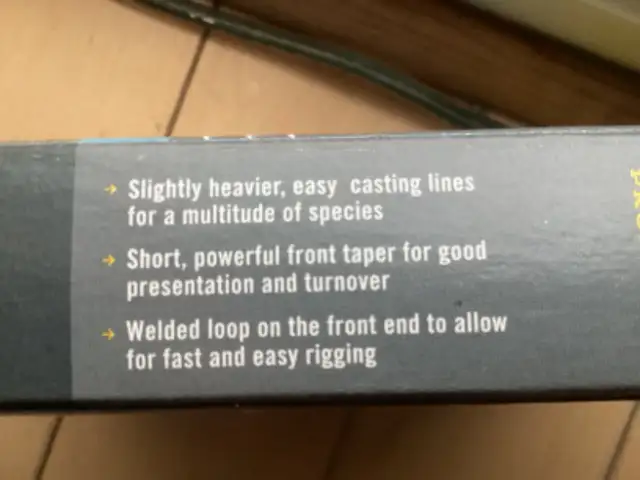 → Slightly heavier, easy casting lines
for a multitude of species
→ Short, powerful front taper for good
presentation and turnover
→ Welded loop on the front end to allow
for fast and easy rigging